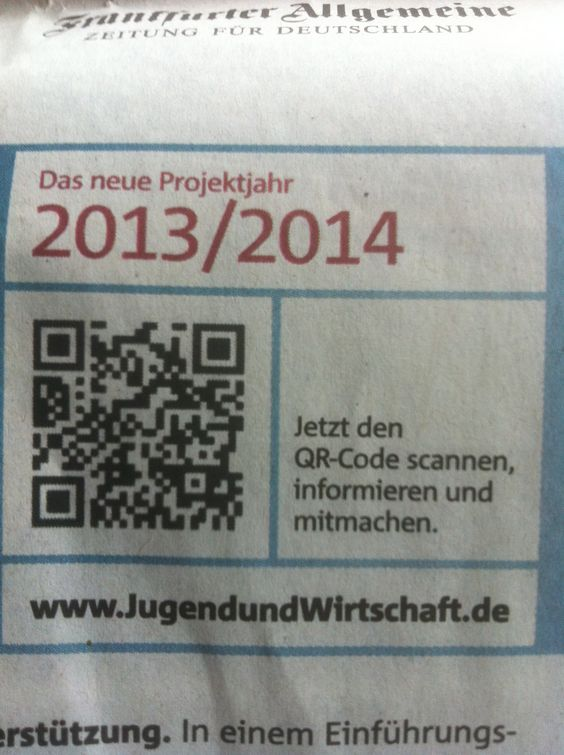 Frankfurter Allgemeine
ZEITUNG FÜR DEUTSCHLAND
Das neue Projektjahr
2013/2014
Jetzt den
QR-Code scannen,
informieren und
mitmachen.
www.JugendundWirtschaft.de
erstützung. In einem Einführungs-